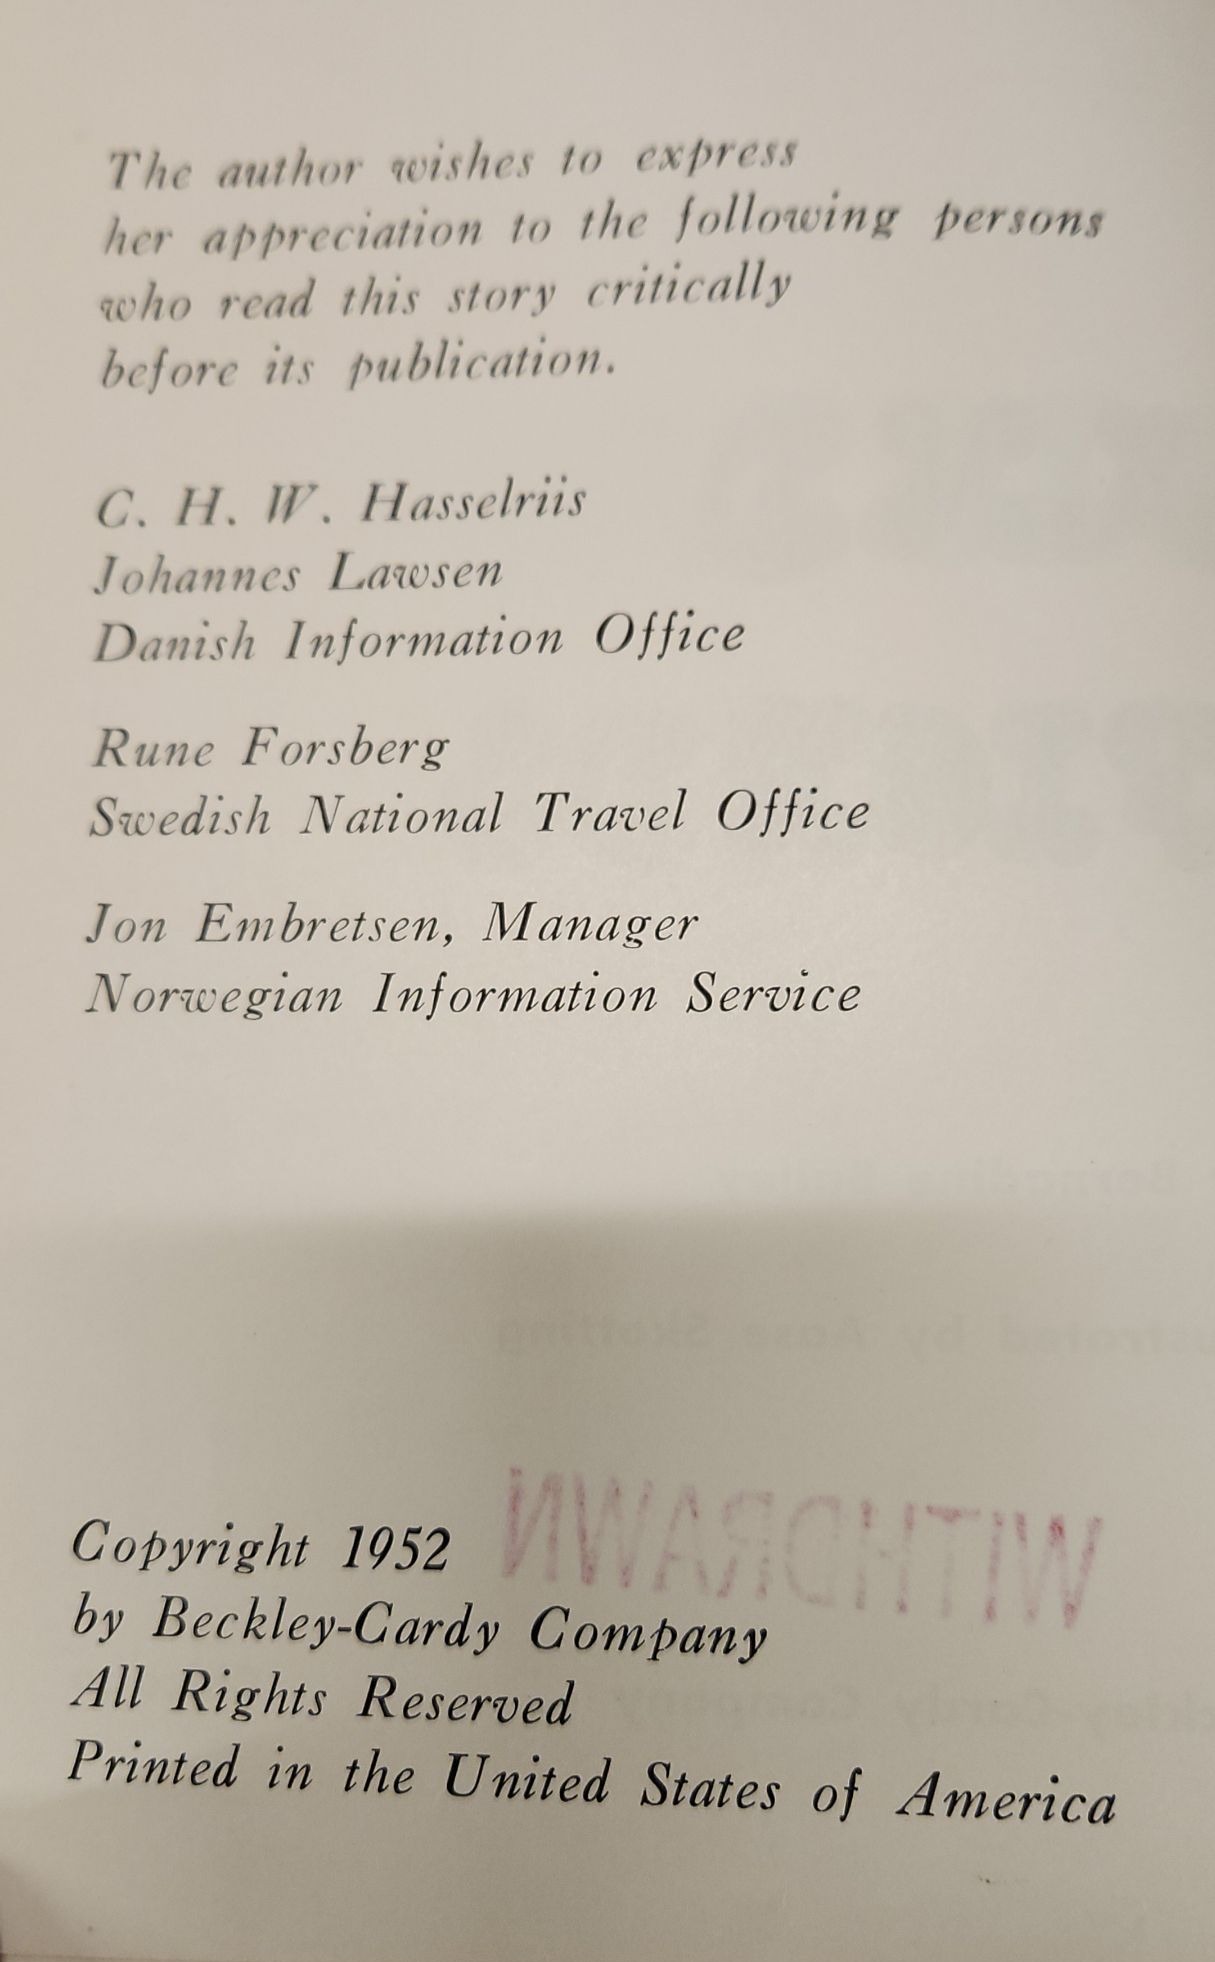 The author wishes to express
her appreciation to the following persons
who read this story critically
before its publication.
C. H. W. Hasselriis
Johannes Lawsen
Danish Information Office
Rune Forsberg
Swedish National Travel Office
Jon Embretsen, Manager
Norwegian Information Service
WITHDRAWN
Copyright 1952
by Beckley-Cardy Company
All Rights Reserved
Printed in the United States of America